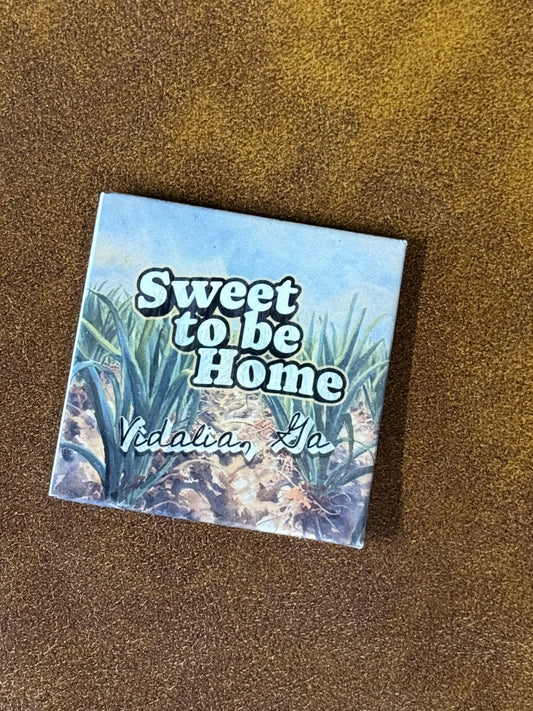 Sweet
to be
Home
Vidalia, Ga